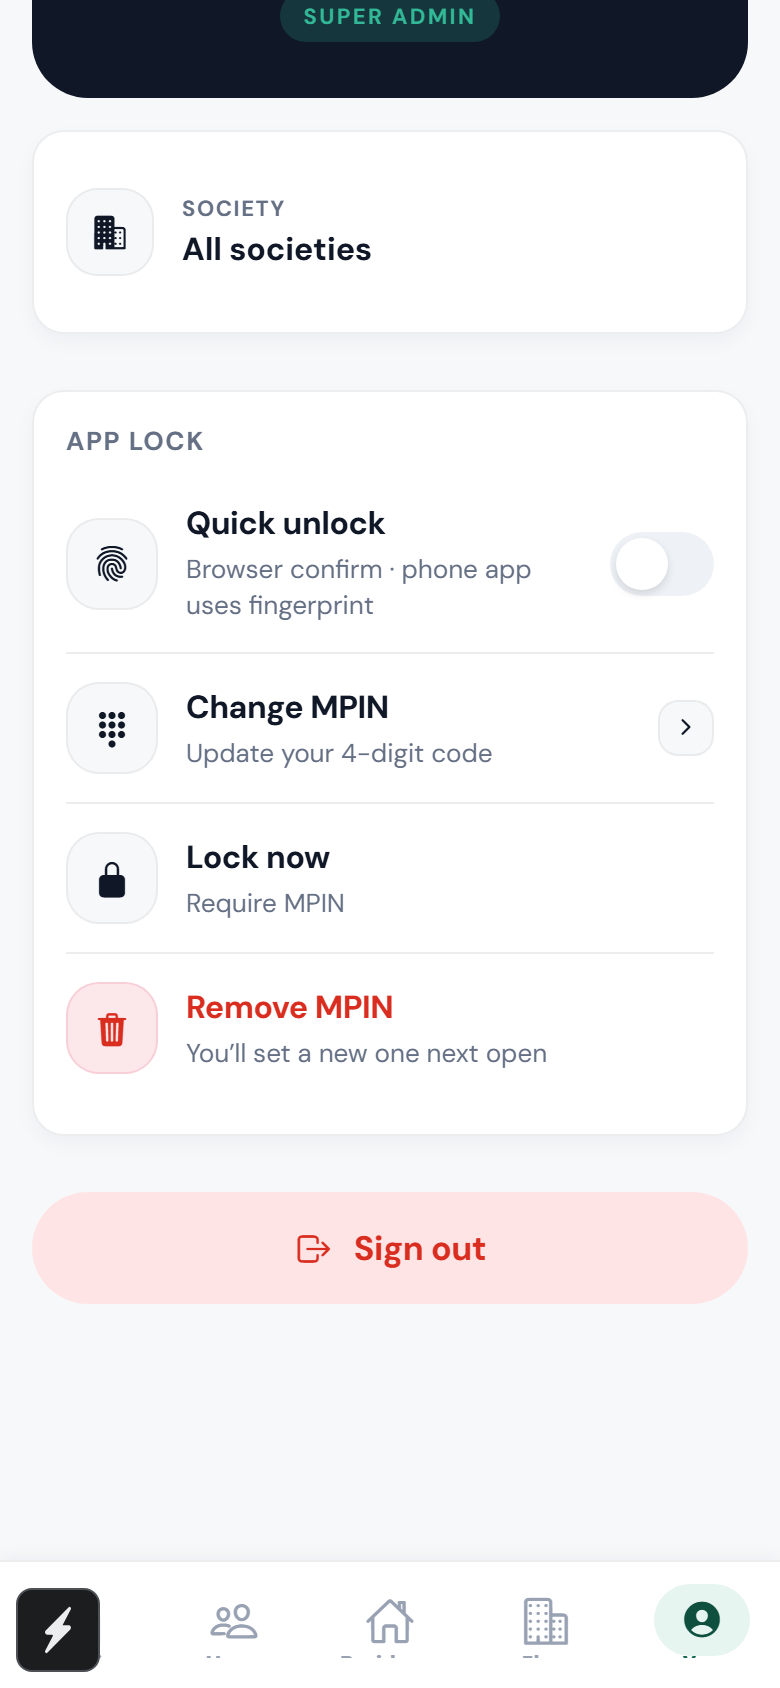 SUPER ADMIN
SOCIETY
All societies
APP LOCK
Quick unlock
Browser confirm · phone app
uses fingerprint
Change MPIN
Update your 4-digit code
Lock now
Require MPIN
Remove MPIN
You’ll set a new one next open
Sign out